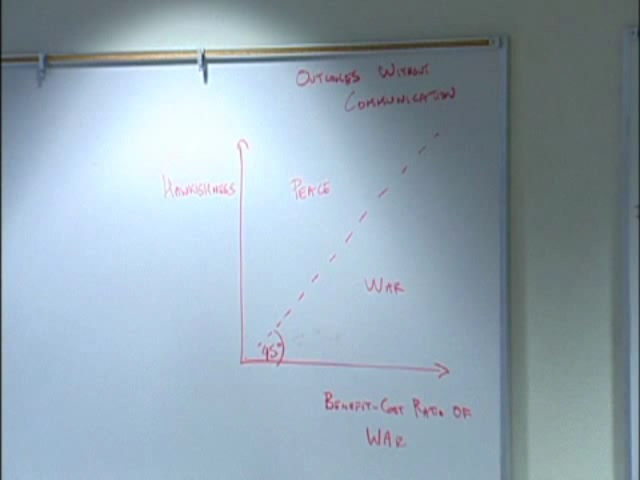 OUTCOMES WITHOUT
COMMUNICATION
HAWKISHNESS
PEACE
WAR
45°
BENEFIT-COST RATIO OF
WAR